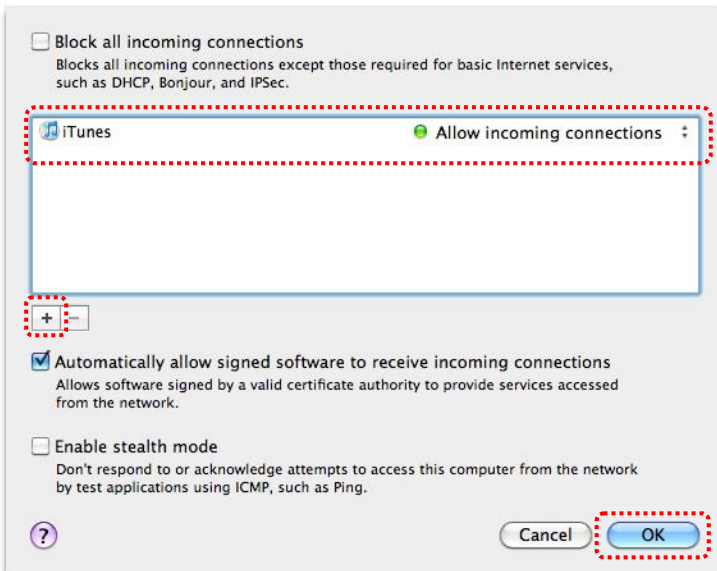 Block all incoming connections
Blocks all incoming connections except those required for basic Internet services,
such as DHCP, Bonjour, and IPSec.
iTunes Allow incoming connections
+ −
Automatically allow signed software to receive incoming connections
Allows software signed by a valid certificate authority to provide services accessed
from the network.
Enable stealth mode
Don't respond to or acknowledge attempts to access this computer from the network
by test applications using ICMP, such as Ping.
? Cancel OK